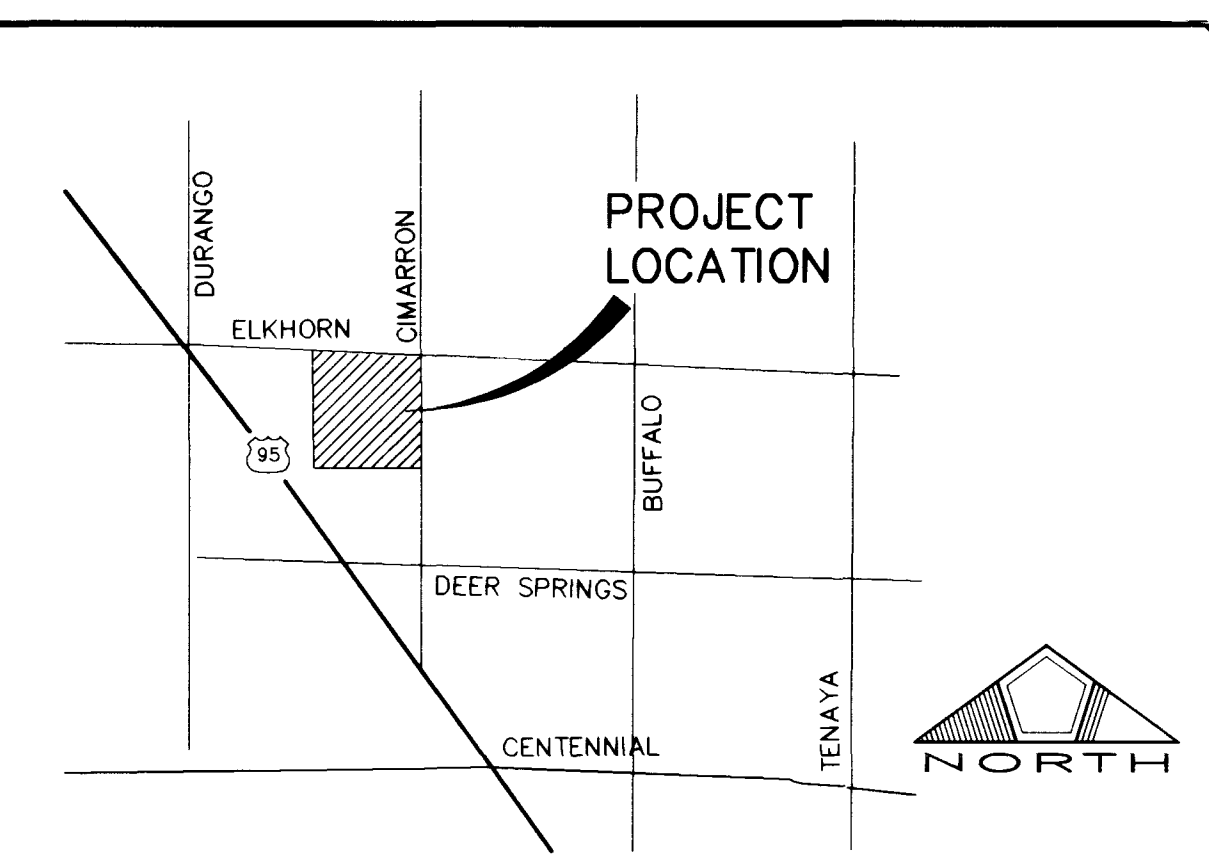 PROJECT
LOCATION
DURANGO
CIMARRON
ELKHORN
95
BUFFALO
DEER SPRINGS
TENAYA
CENTENNIAL
NORTH